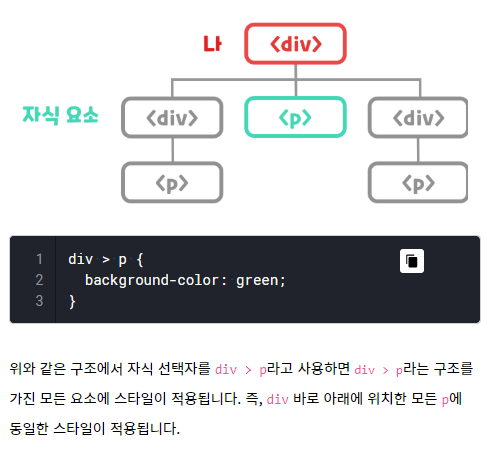 나 <div>
자식 요소 <div> <p> <div>
<p> <p>
1 div > p {
2 background-color: green;
3 }
위와 같은 구조에서 자식 선택자를 div > p라고 사용하면 div > p라는 구조를
가진 모든 요소에 스타일이 적용됩니다. 즉, div 바로 아래에 위치한 모든 p에
동일한 스타일이 적용됩니다.